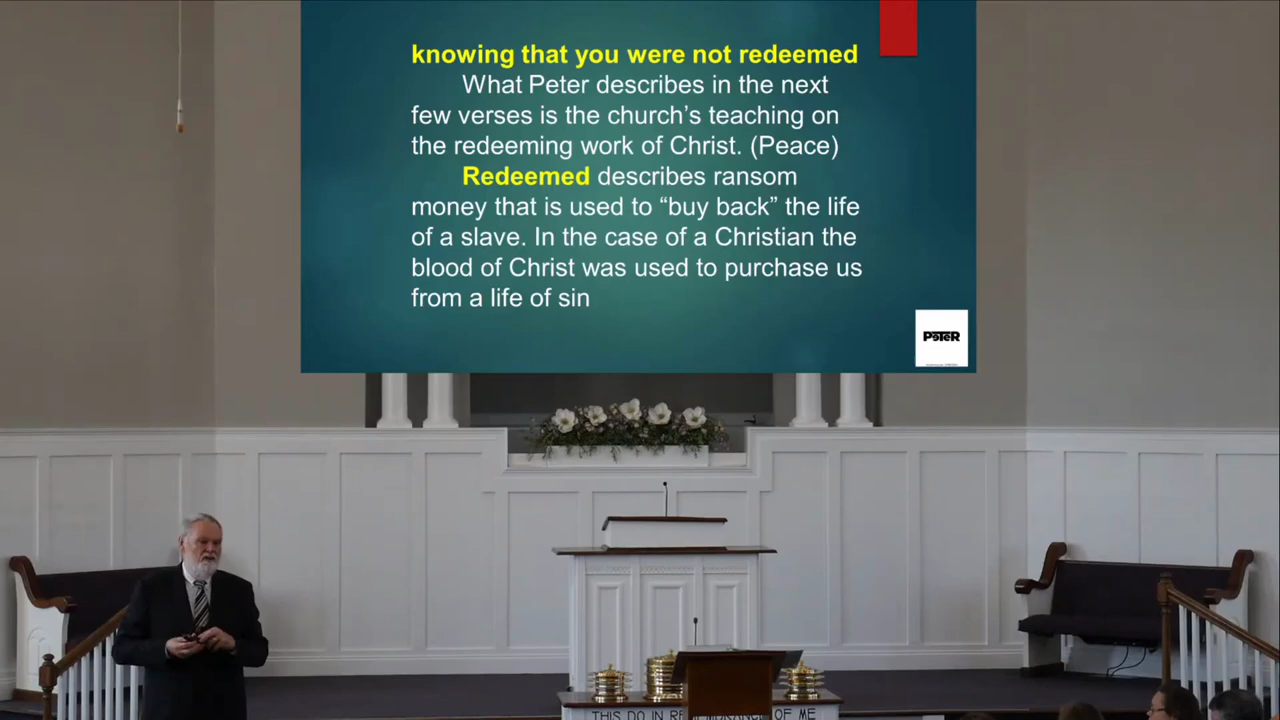 knowing that you were not redeemed
What Peter describes in the next
few verses is the church’s teaching on
the redeeming work of Christ. (Peace)
Redeemed describes ransom
money that is used to “buy back” the life
of a slave. In the case of a Christian the
blood of Christ was used to purchase us
from a life of sin
PeTeR
THIS DO IN OF ME